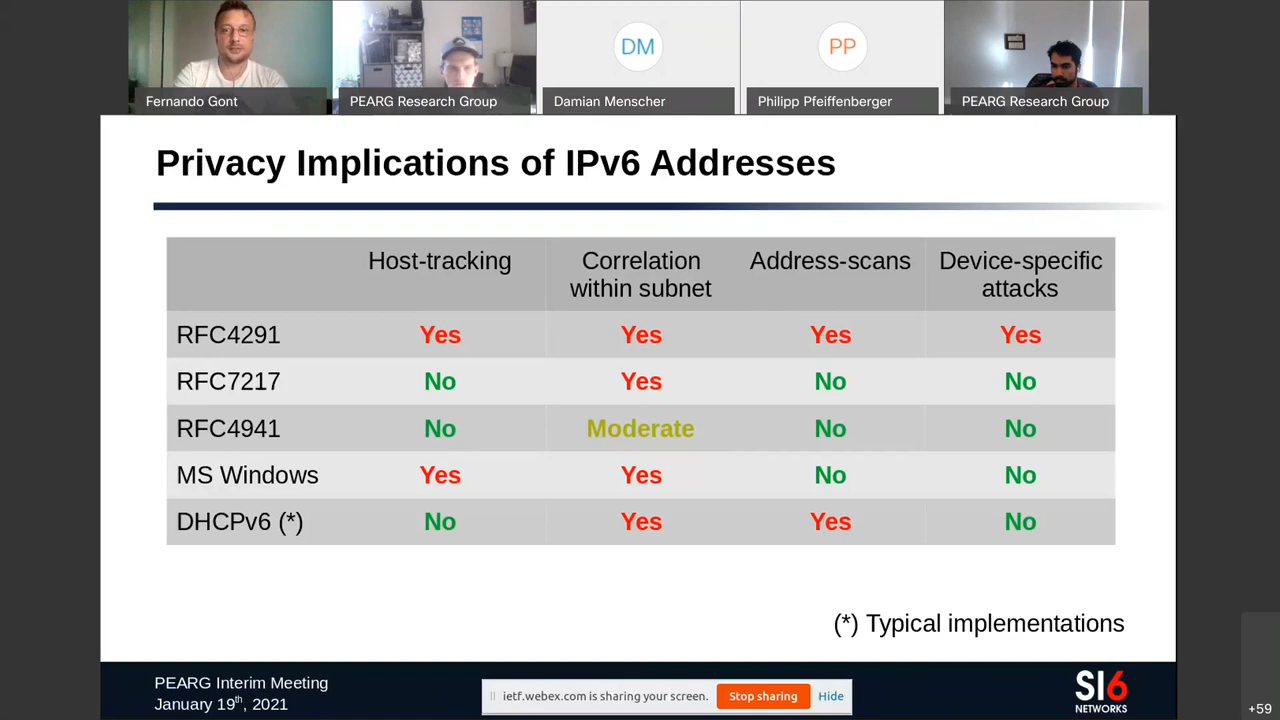 DM
PP
Fernando Gont
PEARG Research Group
Damian Menscher
Philipp Pfeiffenberger
PEARG Research Group
Privacy Implications of IPv6 Addresses
Host-tracking
Correlation within subnet
Address-scans
Device-specific attacks
RFC4291 Yes Yes Yes Yes
RFC7217 No Yes No No
RFC4941 No Moderate No No
MS Windows Yes Yes No No
DHCPv6 (*) No Yes Yes No
(*) Typical implementations
PEARG Interim Meeting
January 19th, 2021
ietf.webex.com is sharing your screen.
Stop sharing
Hide
SI6
NETWORKS
+59